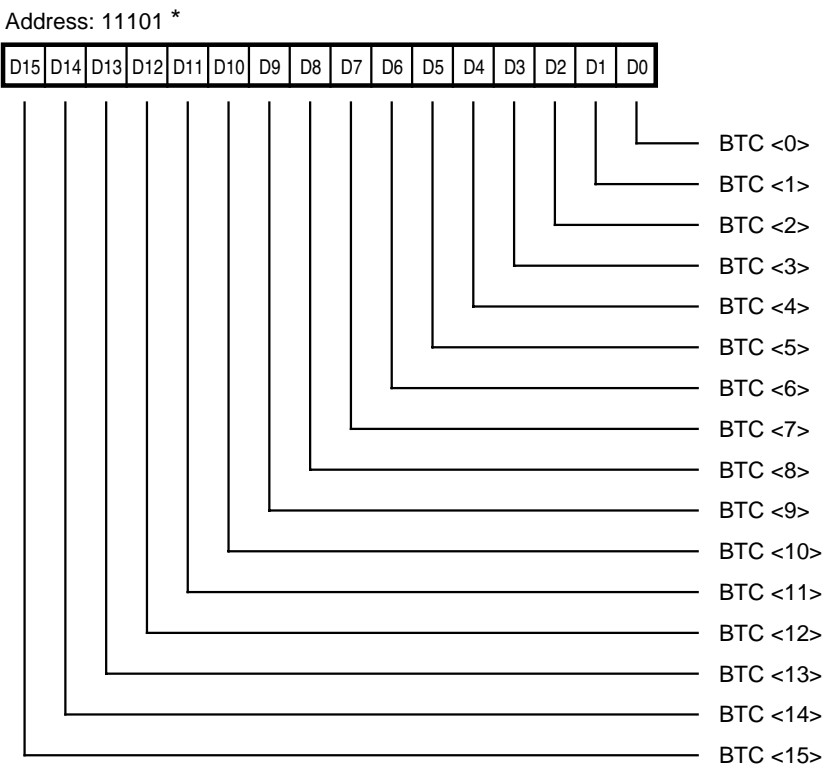 Address: 11101 *
D15 D14 D13 D12 D11 D10 D9 D8 D7 D6 D5 D4 D3 D2 D1 D0
BTC <0>
BTC <1>
BTC <2>
BTC <3>
BTC <4>
BTC <5>
BTC <6>
BTC <7>
BTC <8>
BTC <9>
BTC <10>
BTC <11>
BTC <12>
BTC <13>
BTC <14>
BTC <15>